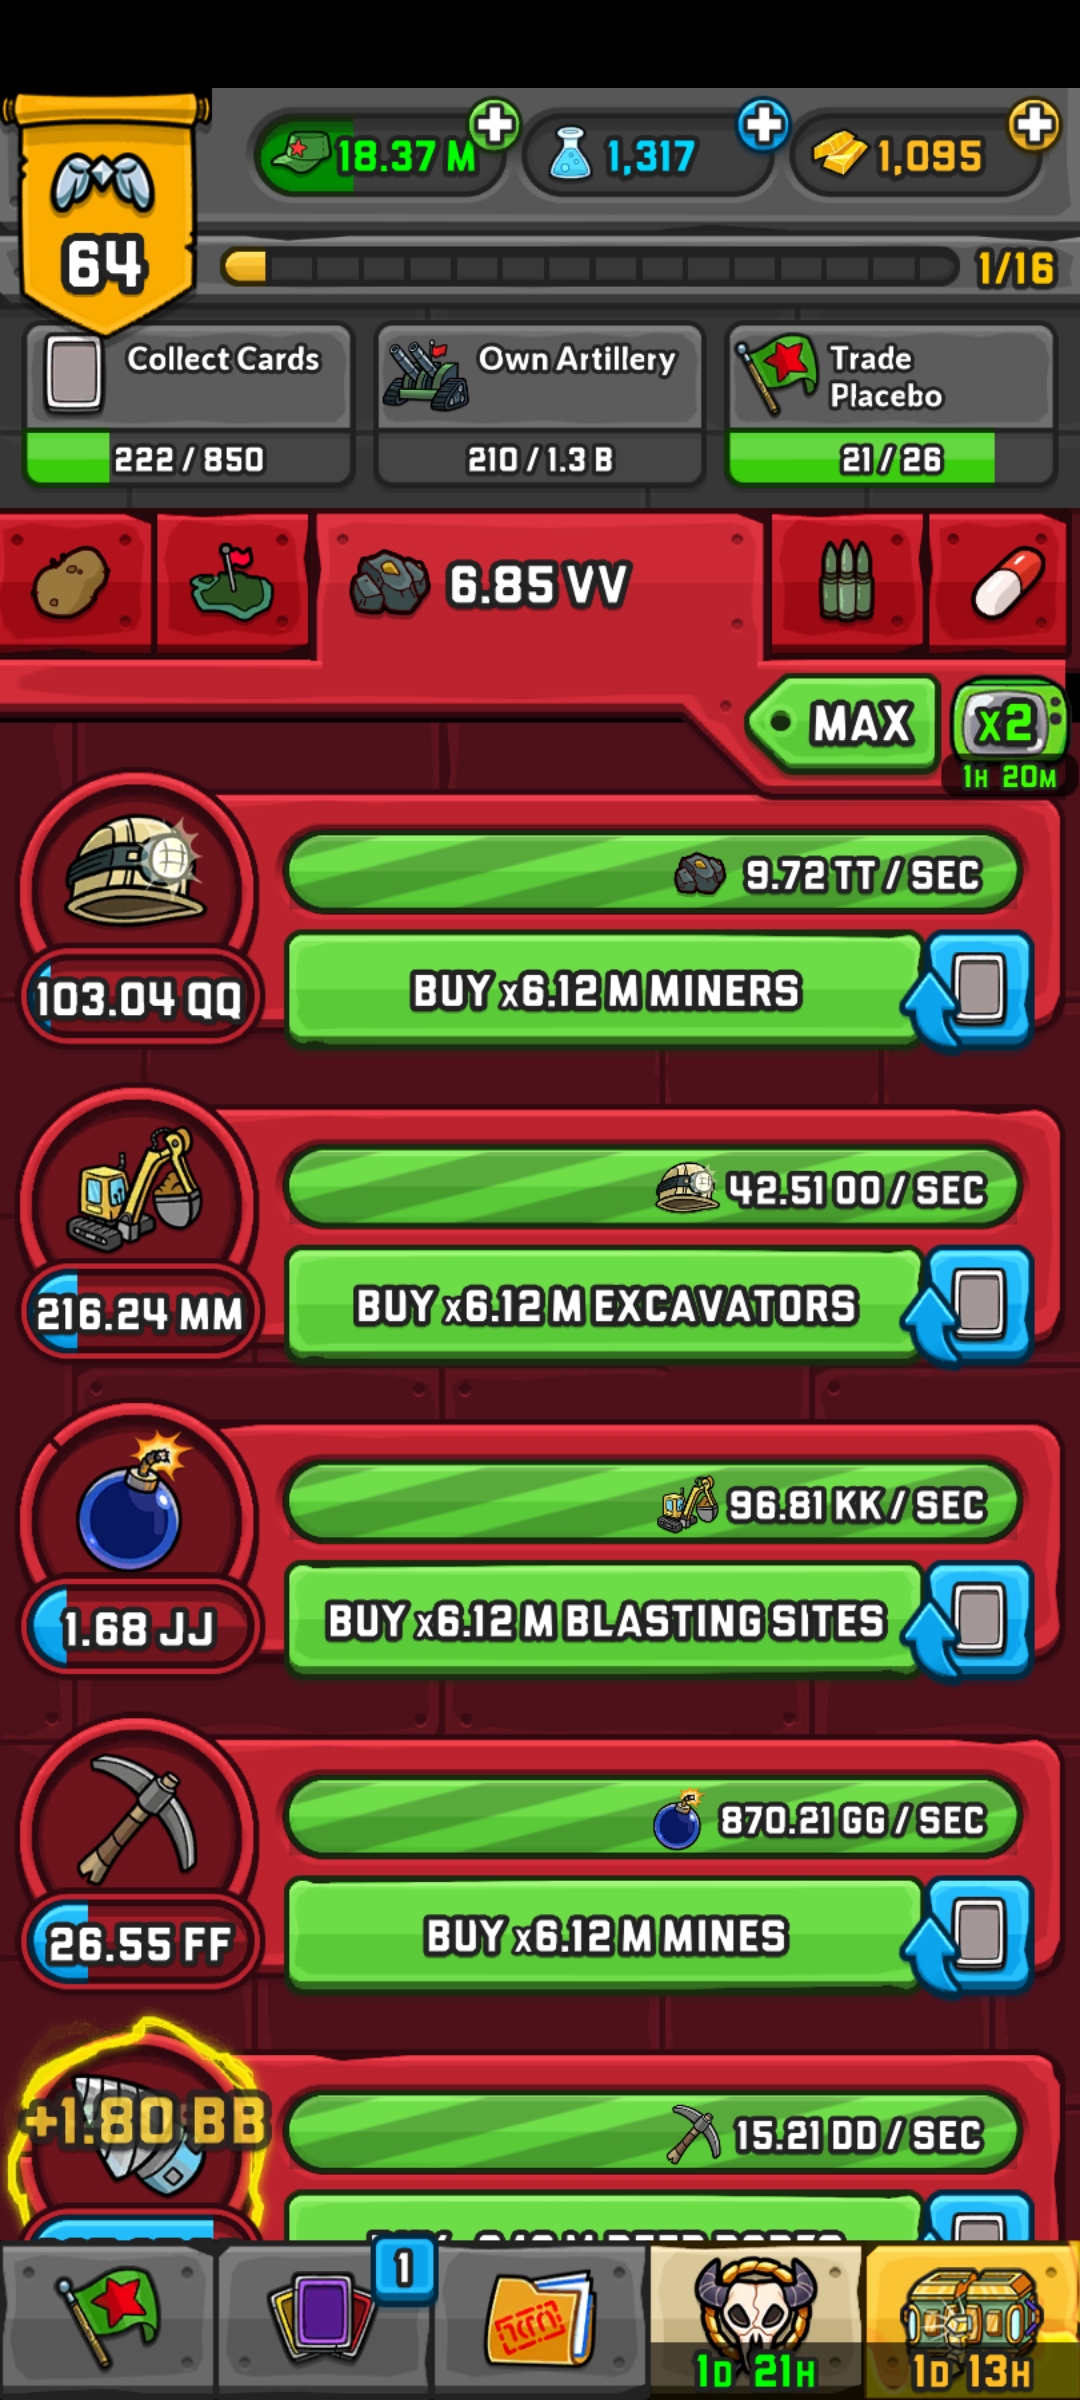 18.37 M
1,317
1,095
64
1/16
Collect Cards
222 / 850
Own Artillery
210 / 1.3 B
Trade
Placebo
21 / 26
6.85 VV
MAX
x2
1H 20M
9.72 TT / SEC
103.04 QQ
BUY x6.12 M MINERS
42.51 OO / SEC
216.24 MM
BUY x6.12 M EXCAVATORS
96.81 KK / SEC
1.68 JJ
BUY x6.12 M BLASTING SITES
870.21 GG / SEC
26.55 FF
BUY x6.12 M MINES
+1.80 BB
15.21 DD / SEC
1
1D 21H
1D 13H